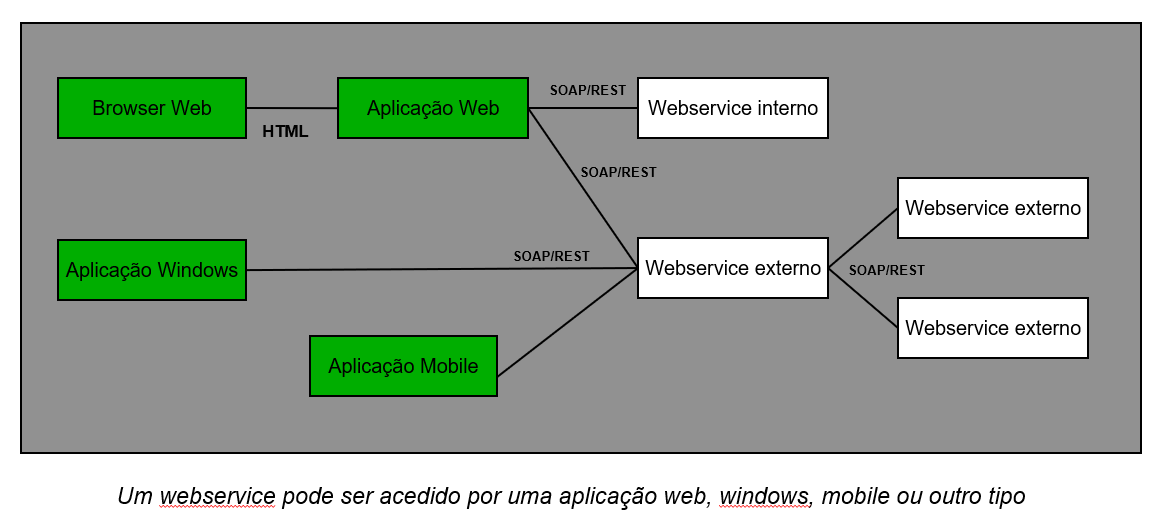 SOAP/REST
Browser Web
Aplicação Web
Webservice interno
HTML
SOAP/REST
Webservice externo
Aplicação Windows
SOAP/REST
Webservice externo
SOAP/REST
Webservice externo
Aplicação Mobile
Um webservice pode ser acedido por uma aplicação web, windows, mobile ou outro tipo